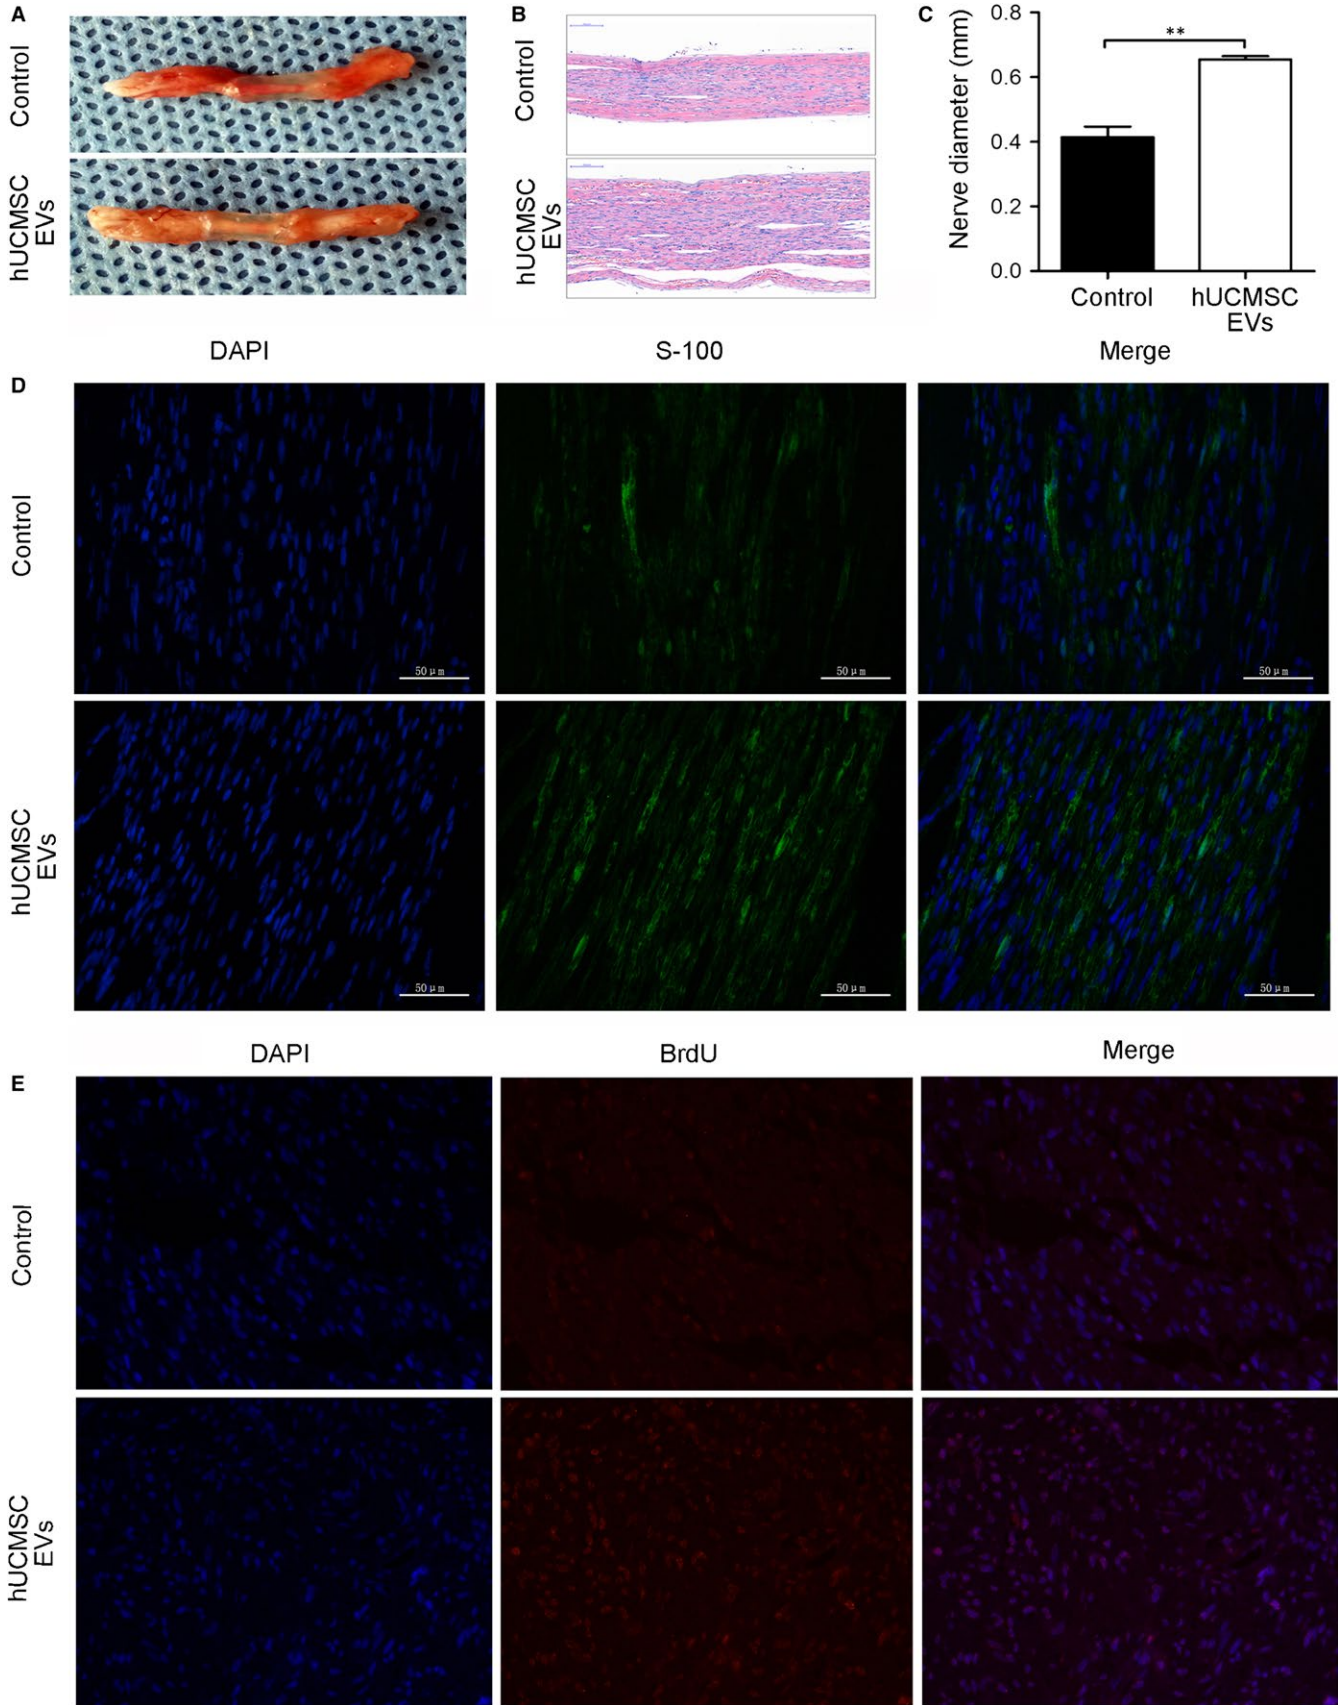 A
Control
hUCMSC
EVs
B
Control
hUCMSC
EVs
C
Nerve diameter (mm)
0.8
0.6
0.4
0.2
0.0
**
Control
hUCMSC
EVs
DAPI
S-100
Merge
D
Control
50 μm
50 μm
50 μm
hUCMSC
EVs
50 μm
50 μm
50 μm
DAPI
BrdU
Merge
E
Control
hUCMSC
EVs